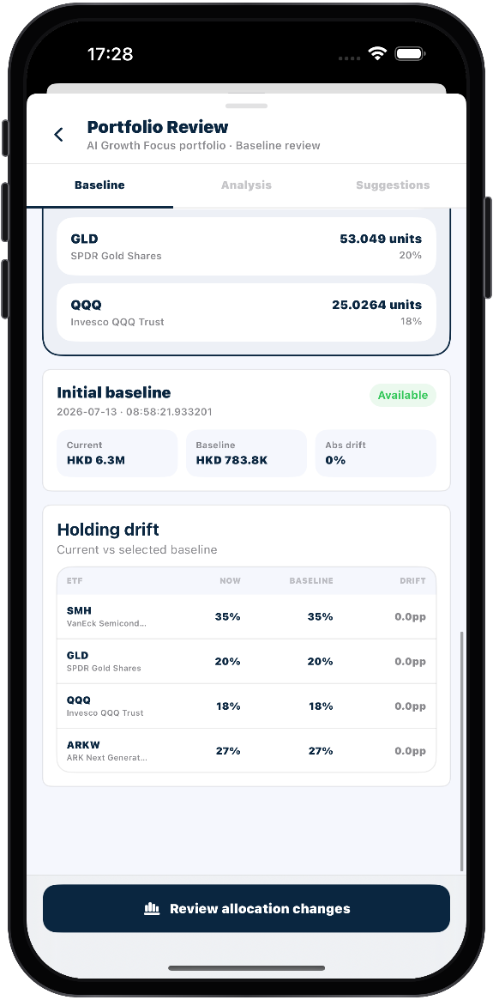 17:28
Portfolio Review
AI Growth Focus portfolio · Baseline review
Baseline
Analysis
Suggestions
GLD
53.049 units
SPDR Gold Shares
20%
QQQ
25.0264 units
Invesco QQQ Trust
18%
Initial baseline
Available
2026-07-13 · 08:58:21.933201
Current
HKD 6.3M
Baseline
HKD 783.8K
Abs drift
0%
Holding drift
Current vs selected baseline
ETF NOW BASELINE DRIFT
SMH
VanEck Semicond...
35% 35% 0.0pp
GLD
SPDR Gold Shares
20% 20% 0.0pp
QQQ
Invesco QQQ Trust
18% 18% 0.0pp
ARKW
ARK Next Generat...
27% 27% 0.0pp
Review allocation changes